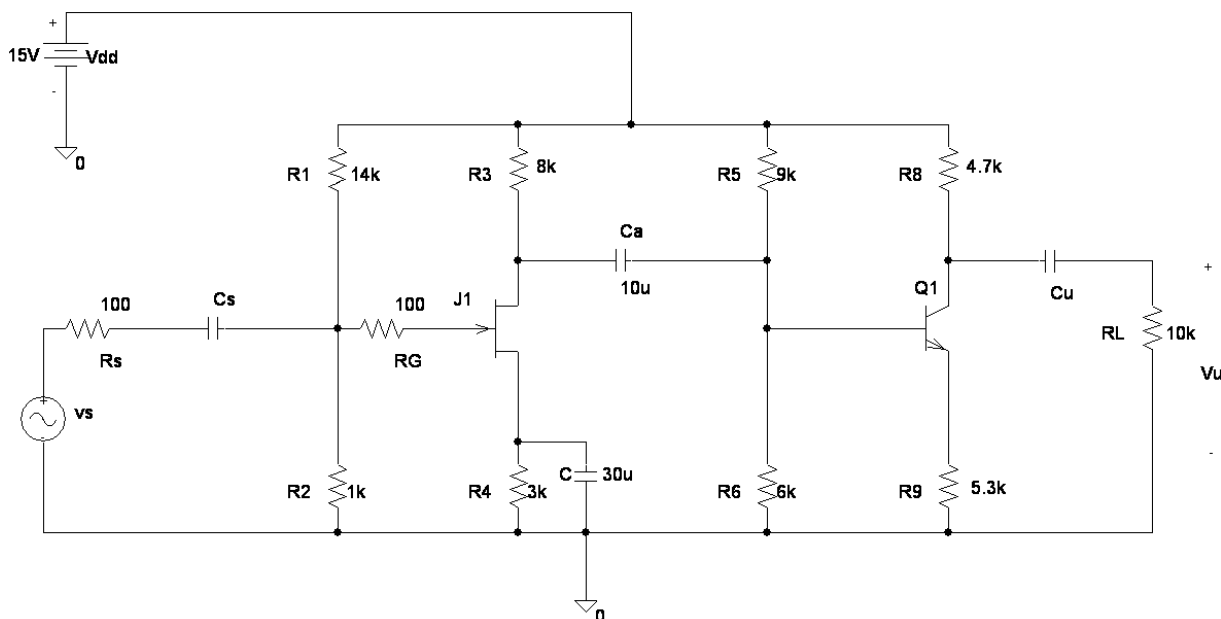 +
15V Vdd
-
0
R1 14k
R3 8k
R5 9k
R8 4.7k
Ca
10u
Cu
+
RL 10k
Vu
-
100 Cs
Rs
100 J1
RG
Q1
+
vs
-
R2 1k
R4 3k
C 30u
R6 6k
R9 5.3k
0